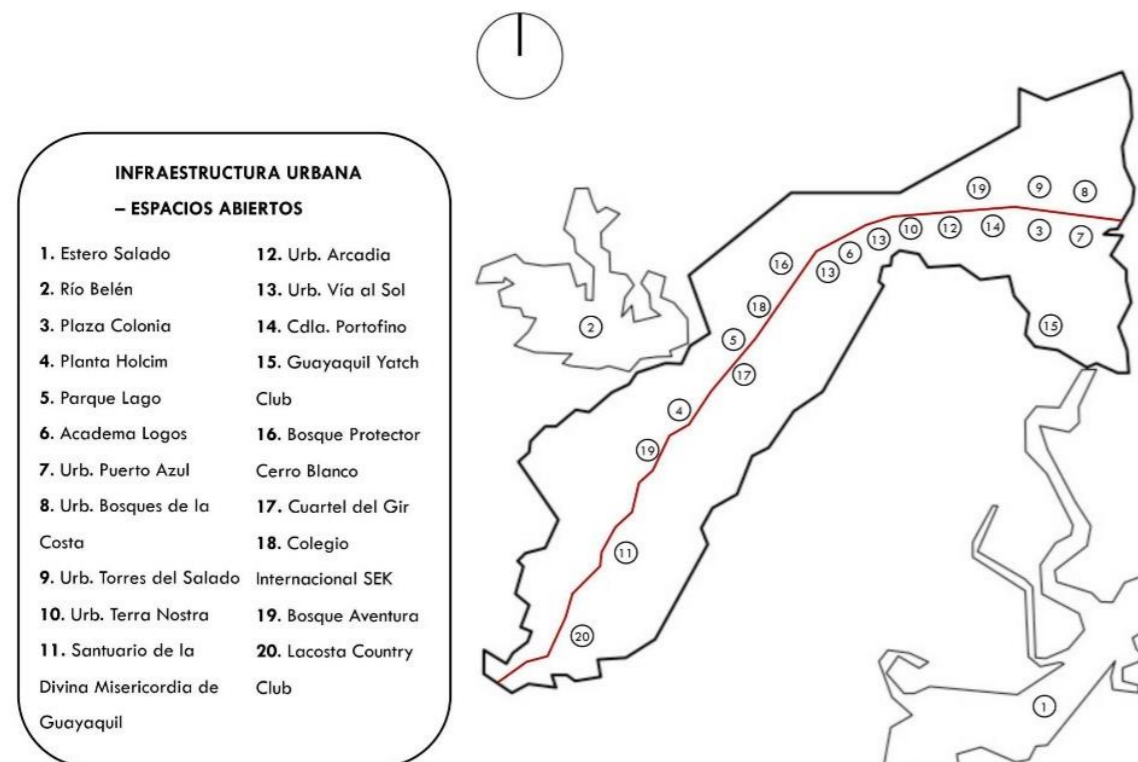 INFRAESTRUCTURA URBANA
– ESPACIOS ABIERTOS
1. Estero Salado
2. Río Belén
3. Plaza Colonia
4. Planta Holcim
5. Parque Lago
6. Academa Logos
7. Urb. Puerto Azul
8. Urb. Bosques de la
Costa
9. Urb. Torres del Salado
10. Urb. Terra Nostra
11. Santuario de la
Divina Misericordia de
Guayaquil
12. Urb. Arcadia
13. Urb. Vía al Sol
14. Cdla. Portofino
15. Guayaquil Yatch
Club
16. Bosque Protector
Cerro Blanco
17. Cuartel del Gir
18. Colegio
Internacional SEK
19. Bosque Aventura
20. Lacosta Country
Club
19
9
8
10
12
14
3
7
13
6
13
16
18
15
2
5
17
4
19
11
20
1